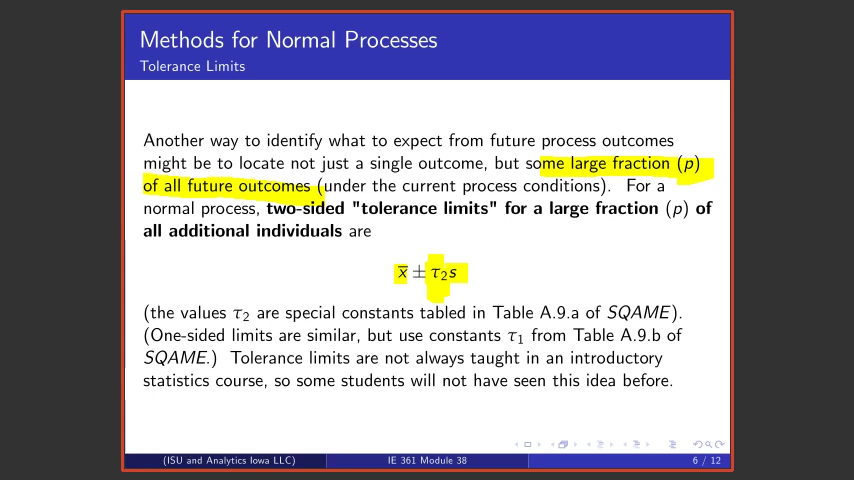 Methods for Normal Processes
Tolerance Limits
Another way to identify what to expect from future process outcomes
might be to locate not just a single outcome, but some large fraction (p)
of all future outcomes (under the current process conditions). For a
normal process, two-sided "tolerance limits" for a large fraction (p) of
all additional individuals are
x̅ ± τ₂s
(the values τ₂ are special constants tabled in Table A.9.a of SQAME).
(One-sided limits are similar, but use constants τ₁ from Table A.9.b of
SQAME.) Tolerance limits are not always taught in an introductory
statistics course, so some students will not have seen this idea before.
(ISU and Analytics Iowa LLC) IE 361 Module 38 6 / 12